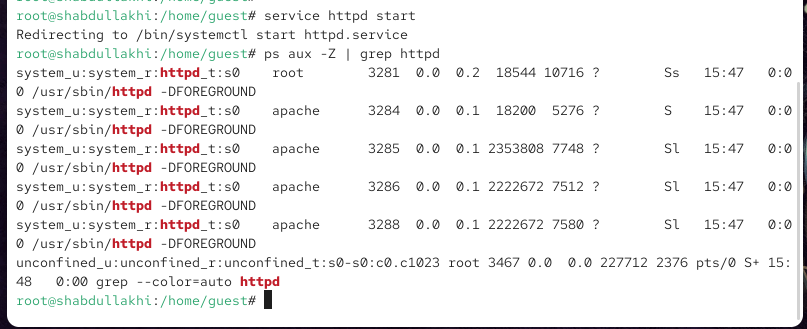 root@shabdullakhi:/home/guest# service httpd start
Redirecting to /bin/systemctl start httpd.service
root@shabdullakhi:/home/guest# ps aux -Z | grep httpd
system_u:system_r:httpd_t:s0    root        3281  0.0  0.2  18544 10716 ?        Ss   15:47   0:0
0 /usr/sbin/httpd -DFOREGROUND
system_u:system_r:httpd_t:s0    apache      3284  0.0  0.1  18200  5276 ?        S    15:47   0:0
0 /usr/sbin/httpd -DFOREGROUND
system_u:system_r:httpd_t:s0    apache      3285  0.0  0.1 2353808 7748 ?        Sl   15:47   0:0
0 /usr/sbin/httpd -DFOREGROUND
system_u:system_r:httpd_t:s0    apache      3286  0.0  0.1 2222672 7512 ?        Sl   15:47   0:0
0 /usr/sbin/httpd -DFOREGROUND
system_u:system_r:httpd_t:s0    apache      3288  0.0  0.1 2222672 7580 ?        Sl   15:47   0:0
0 /usr/sbin/httpd -DFOREGROUND
unconfined_u:unconfined_r:unconfined_t:s0-s0:c0.c1023 root 3467 0.0  0.0 227712 2376 pts/0 S+ 15:
48   0:00 grep --color=auto httpd
root@shabdullakhi:/home/guest#